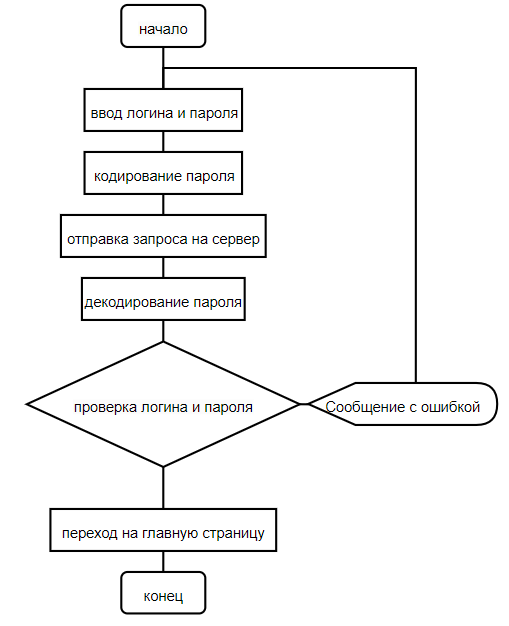 начало
ввод логина и пароля
кодирование пароля
отправка запроса на сервер
декодирование пароля
проверка логина и пароля
Сообщение с ошибкой
переход на главную страницу
конец